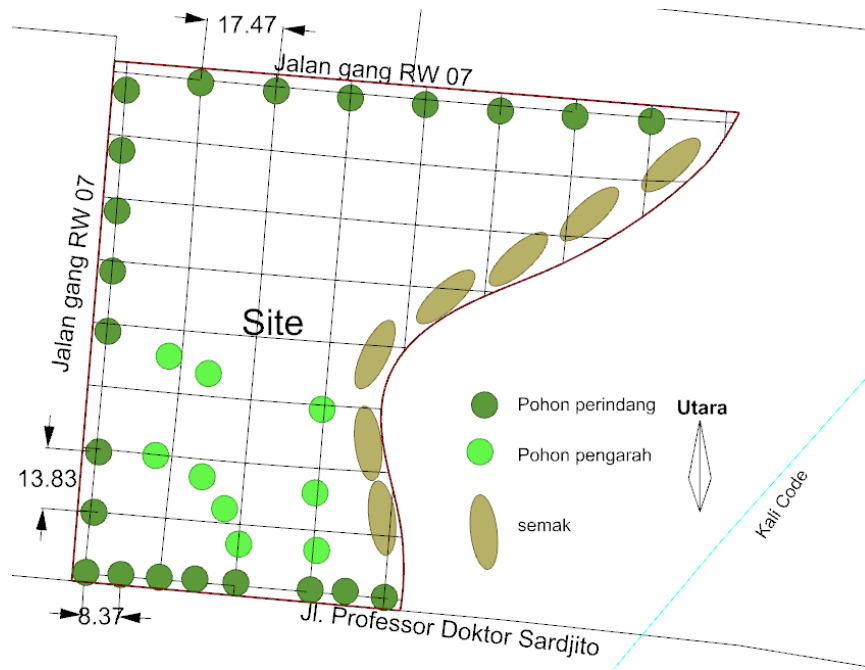 17.47
Jalan gang RW 07
Jalan gang RW 07
Site
Pohon perindang
Utara
Pohon pengarah
13.83
semak
Kali Code
8.37
Jl. Professor Doktor Sardjito